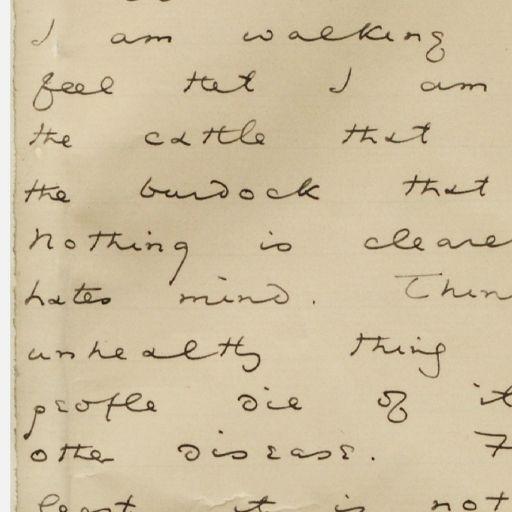 I am walking
feel that I am
the cattle that
the burdock that
Nothing is cleare
hates mind. Thin
unhealthy thing
people die of it
other disease. F
least it is not